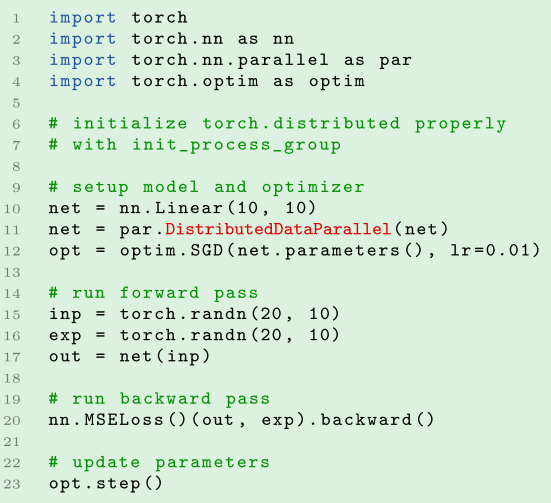 1 import torch
2 import torch.nn as nn
3 import torch.nn.parallel as par
4 import torch.optim as optim
5
6 # initialize torch.distributed properly
7 # with init_process_group
8
9 # setup model and optimizer
10 net = nn.Linear(10, 10)
11 net = par.DistributedDataParallel(net)
12 opt = optim.SGD(net.parameters(), lr=0.01)
13
14 # run forward pass
15 inp = torch.randn(20, 10)
16 exp = torch.randn(20, 10)
17 out = net(inp)
18
19 # run backward pass
20 nn.MSELoss()(out, exp).backward()
21
22 # update parameters
23 opt.step()